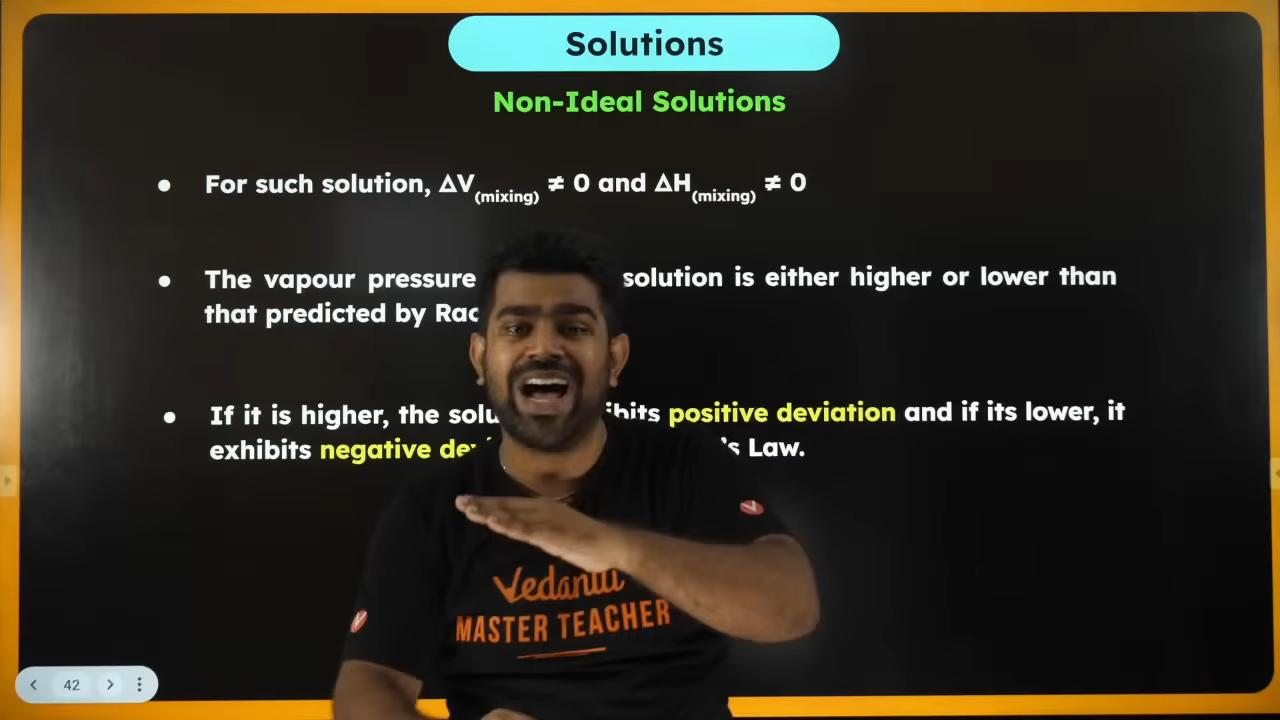 Solutions
Non-Ideal Solutions
For such solution, ΔV(mixing) ≠ 0 and ΔH(mixing) ≠ 0
The vapour pressure solution is either higher or lower than
that predicted by
If it is higher, the positive deviation and if its lower, it
exhibits negative Law.
MASTER TEACHER
42